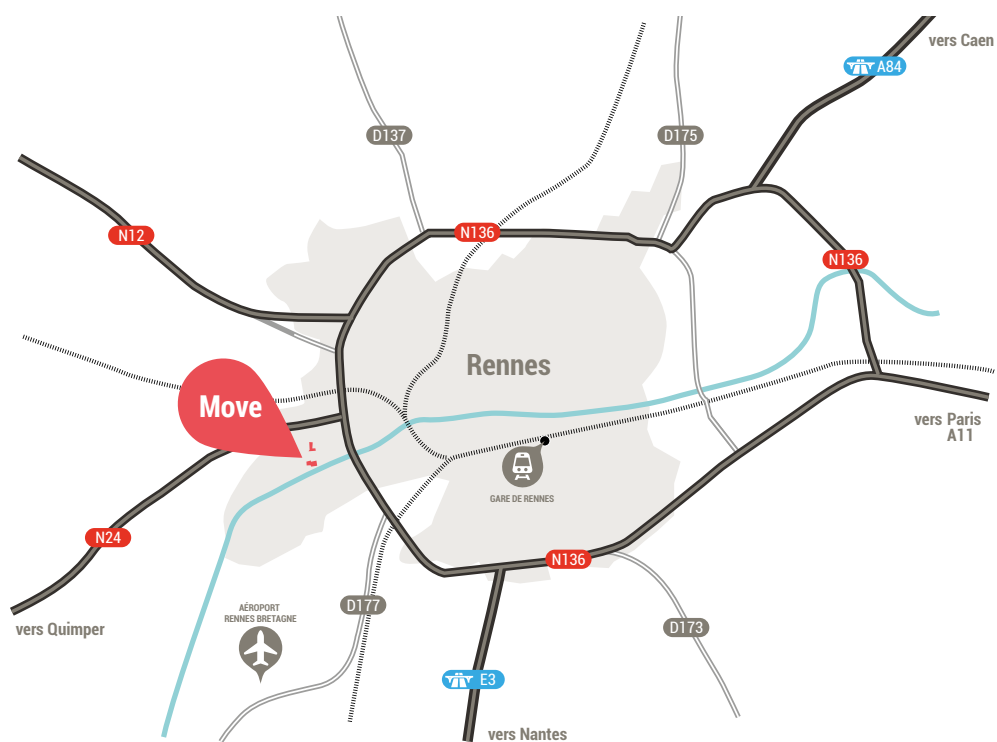 vers Caen
A84
D137
D175
N12
N136
N136
Rennes
Move
vers Paris
A11
GARE DE RENNES
N24
N136
AÉROPORT
RENNES BRETAGNE
D177
vers Quimper
D173
E3
vers Nantes